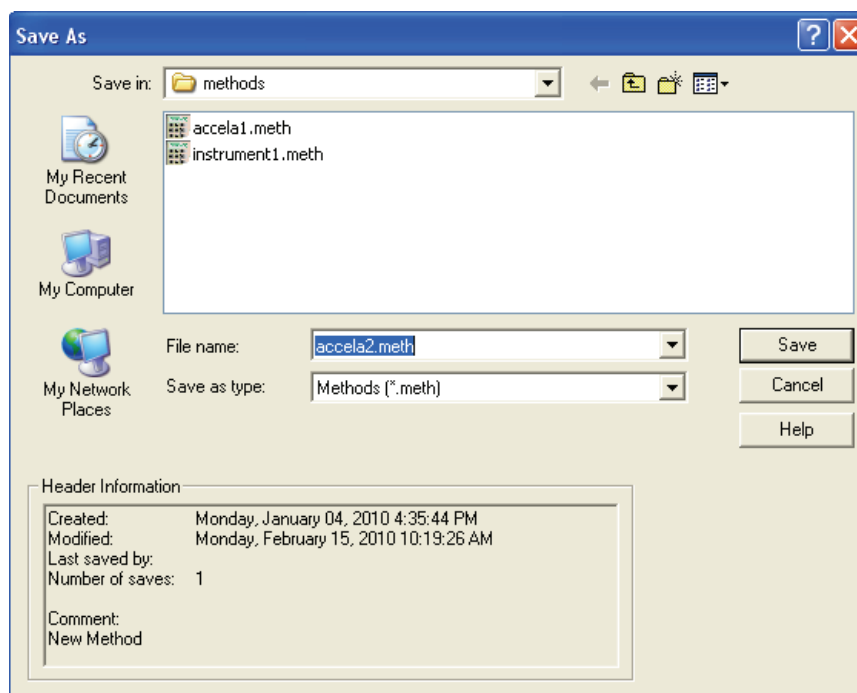 Save As
Save in:
methods
accela1.meth
instrument1.meth
My Recent
Documents
My Computer
My Network
Places
File name:
accela2.meth
Save
Save as type:
Methods (*.meth)
Cancel
Help
Header Information
Created: Monday, January 04, 2010 4:35:44 PM
Modified: Monday, February 15, 2010 10:19:26 AM
Last saved by:
Number of saves: 1
Comment:
New Method